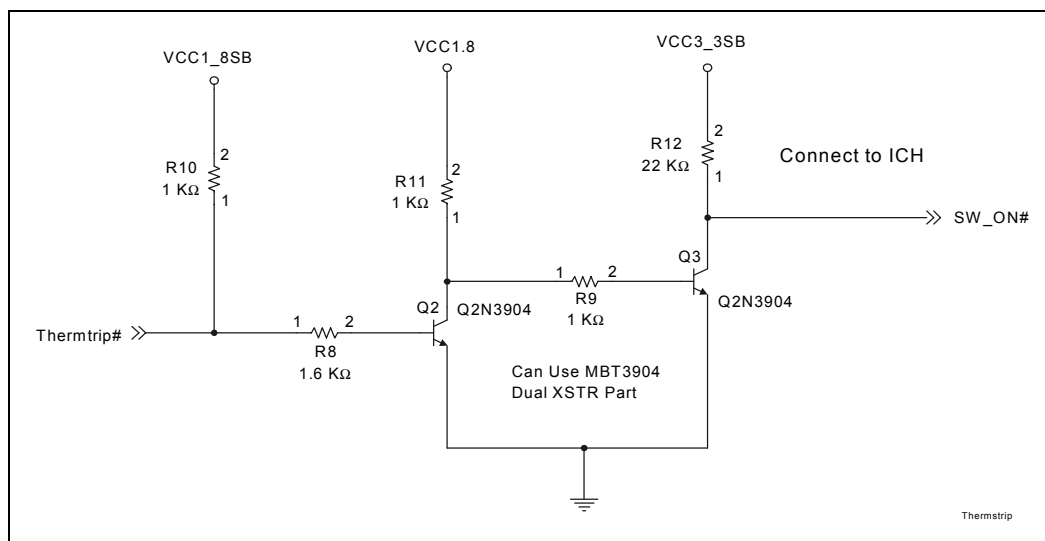 VCC1_8SB
VCC1.8
VCC3_3SB
2
R10
1 KΩ
1
2
R11
1 KΩ
1
2
R12
22 KΩ
1
Connect to ICH
SW_ON#
Q3
Q2N3904
1
2
R9
1 KΩ
Q2
Q2N3904
Thermtrip#
1
2
R8
1.6 KΩ
Can Use MBT3904
Dual XSTR Part
Thermstrip